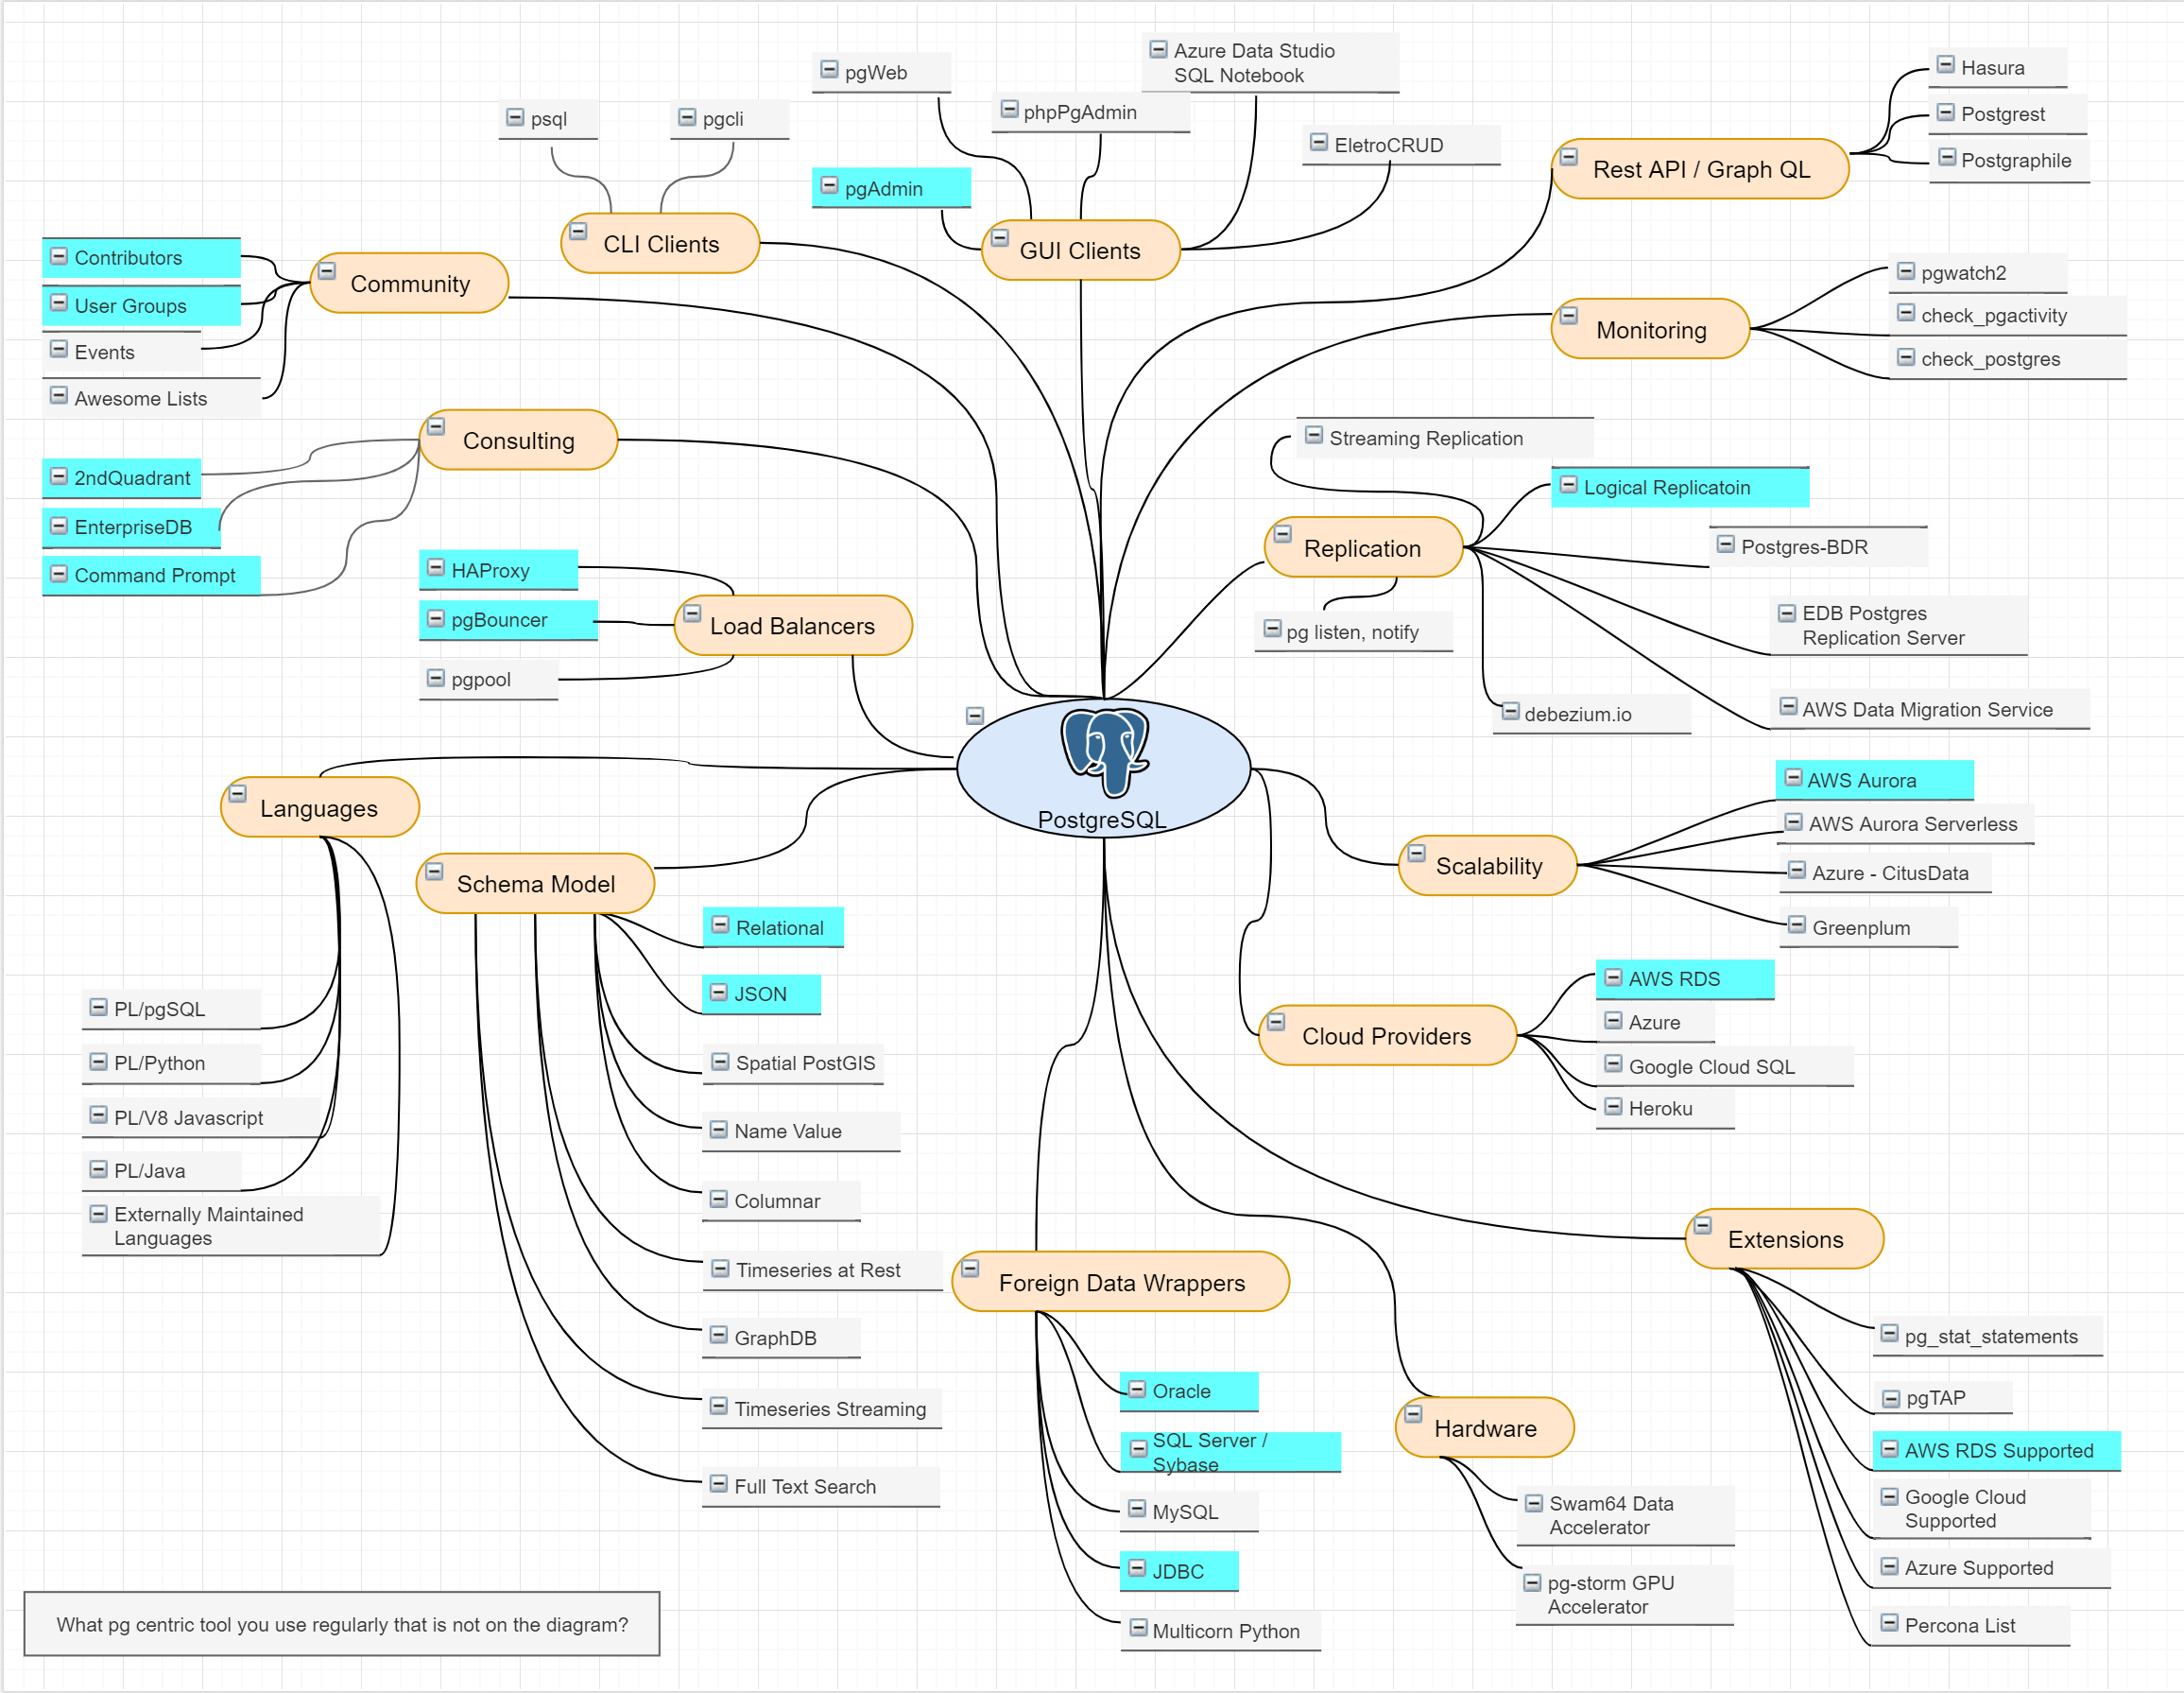 Azure Data Studio
SQL Notebook
pgWeb
phpPgAdmin
psql
pgcli
EletroCRUD
pgAdmin
CLI Clients
GUI Clients
Hasura
Postgrest
Postgraphile
Rest API / Graph QL
Contributors
User Groups
Events
Awesome Lists
Community
pgwatch2
check_pgactivity
check_postgres
Monitoring
Consulting
2ndQuadrant
EnterpriseDB
Command Prompt
Streaming Replication
Logical Replicatoin
Postgres-BDR
Replication
pg listen, notify
EDB Postgres
Replication Server
debezium.io
AWS Data Migration Service
HAProxy
pgBouncer
pgpool
Load Balancers
PostgreSQL
Languages
PL/pgSQL
PL/Python
PL/V8 Javascript
PL/Java
Externally Maintained
Languages
Schema Model
Relational
JSON
Spatial PostGIS
Name Value
Columnar
Timeseries at Rest
GraphDB
Timeseries Streaming
Full Text Search
AWS Aurora
AWS Aurora Serverless
Azure - CitusData
Greenplum
Scalability
AWS RDS
Azure
Google Cloud SQL
Heroku
Cloud Providers
Foreign Data Wrappers
Oracle
SQL Server /
Sybase
MySQL
JDBC
Multicorn Python
Hardware
Swam64 Data
Accelerator
pg-storm GPU
Accelerator
Extensions
pg_stat_statements
pgTAP
AWS RDS Supported
Google Cloud
Supported
Azure Supported
Percona List
What pg centric tool you use regularly that is not on the diagram?